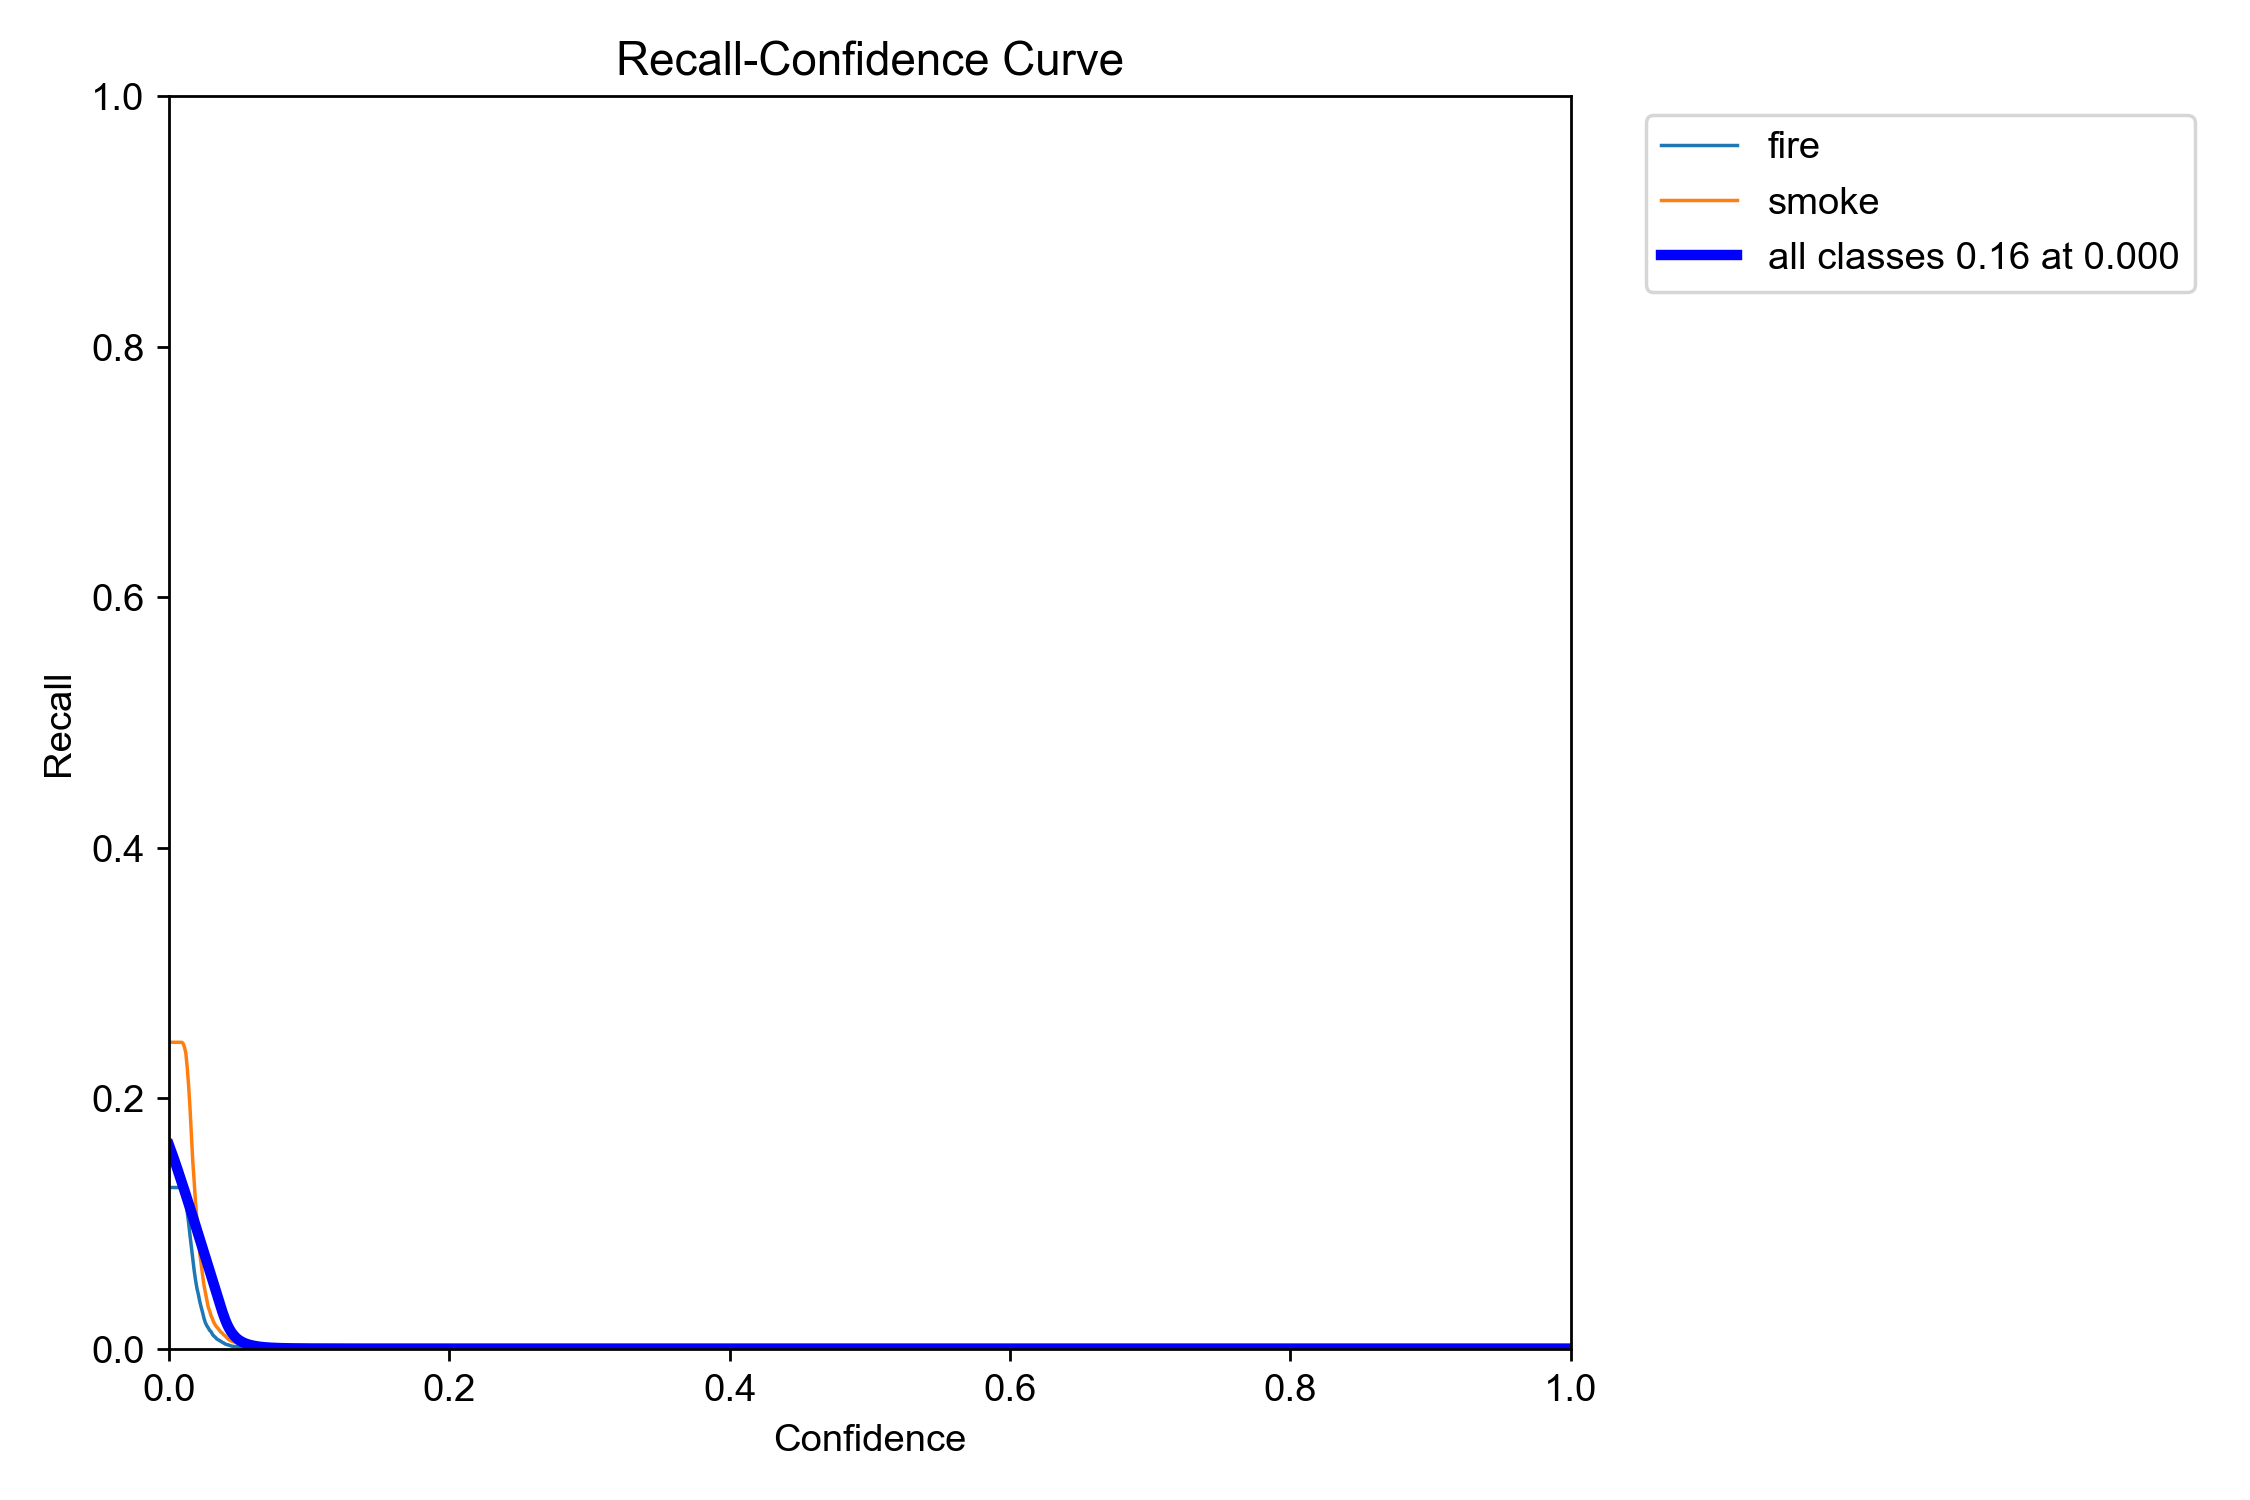 Recall-Confidence Curve
1.0
0.8
0.6
0.4
0.2
0.0
Recall
0.0 0.2 0.4 0.6 0.8 1.0
Confidence
fire
smoke
all classes 0.16 at 0.000